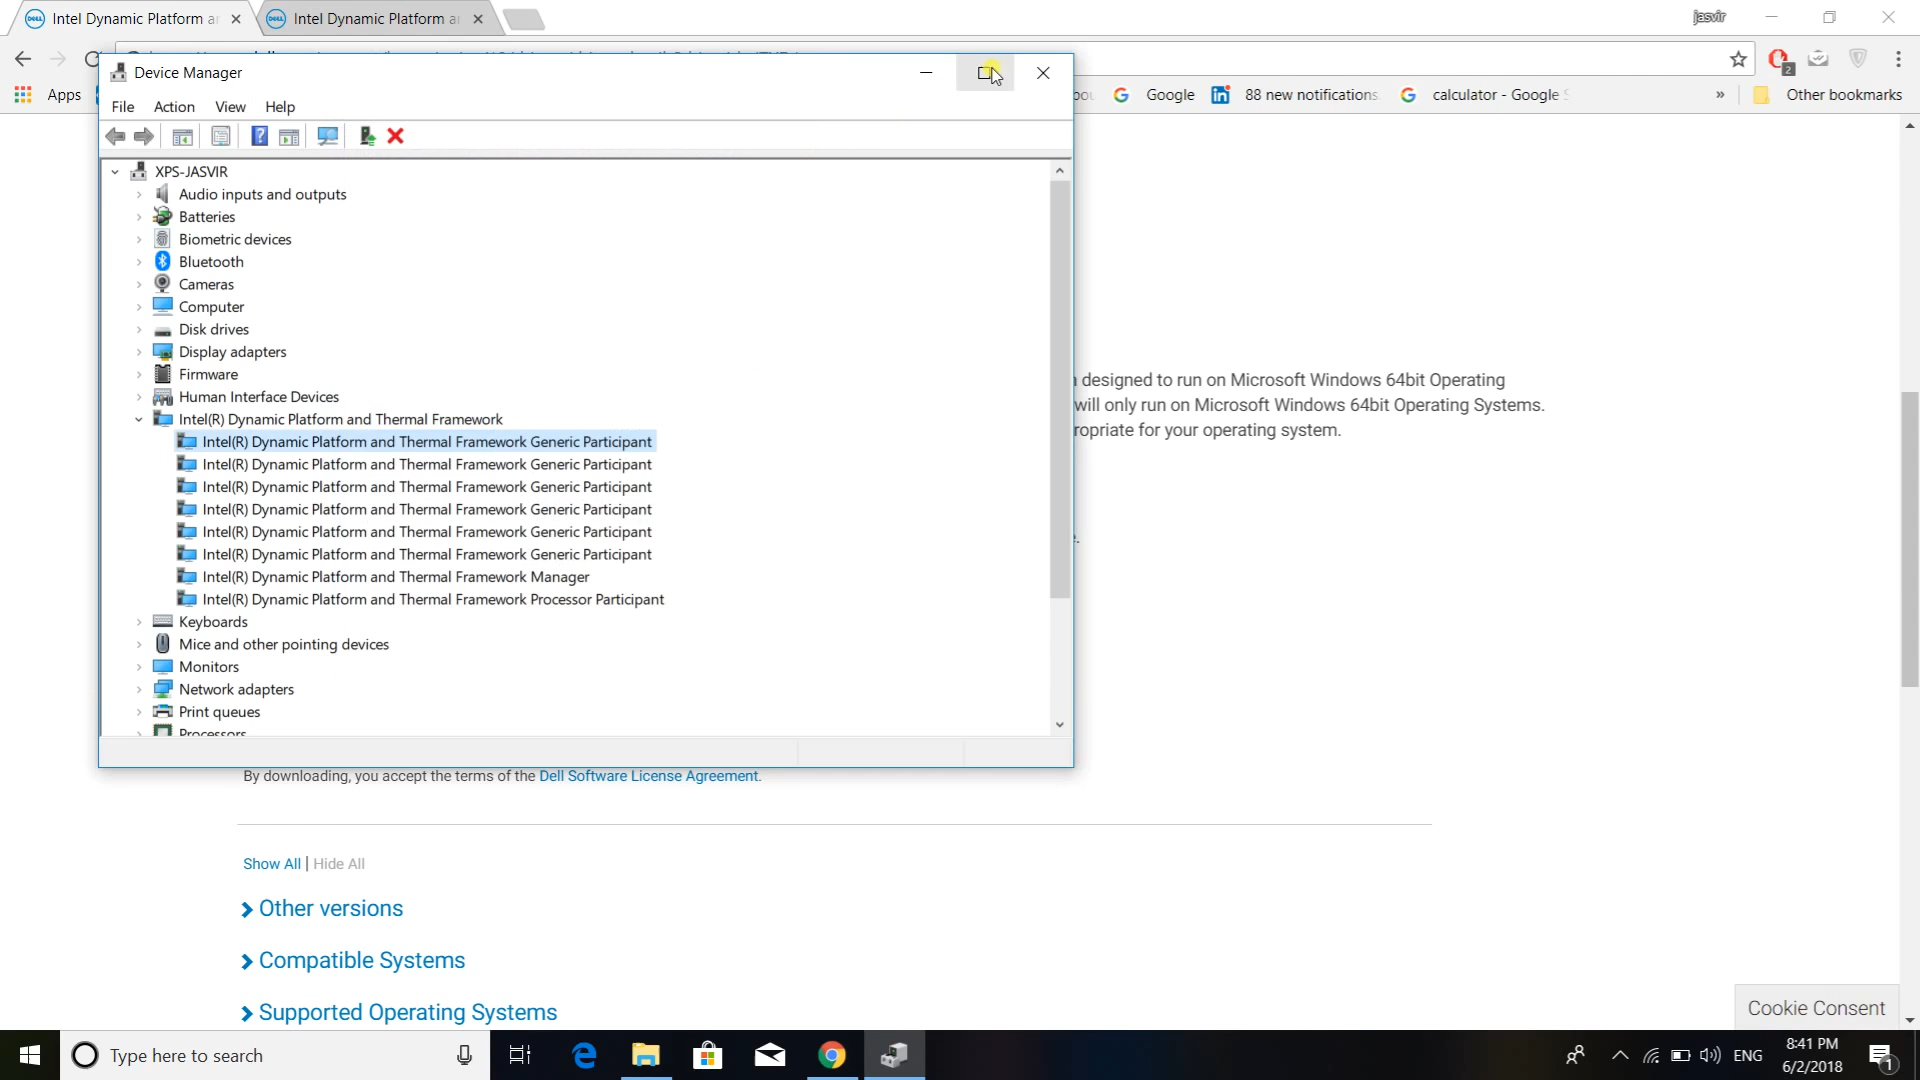 Intel Dynamic Platform ar
Intel Dynamic Platform ar
jasvir
Device Manager
2
Apps
Google
88 new notifications
calculator - Google S
»
Other bookmarks
File Action View Help
XPS-JASVIR
Audio inputs and outputs
Batteries
Biometric devices
Bluetooth
Cameras
Computer
Disk drives
Display adapters
Firmware
Human Interface Devices
Intel(R) Dynamic Platform and Thermal Framework
Intel(R) Dynamic Platform and Thermal Framework Generic Participant
Intel(R) Dynamic Platform and Thermal Framework Generic Participant
Intel(R) Dynamic Platform and Thermal Framework Generic Participant
Intel(R) Dynamic Platform and Thermal Framework Generic Participant
Intel(R) Dynamic Platform and Thermal Framework Generic Participant
Intel(R) Dynamic Platform and Thermal Framework Generic Participant
Intel(R) Dynamic Platform and Thermal Framework Manager
Intel(R) Dynamic Platform and Thermal Framework Processor Participant
Keyboards
Mice and other pointing devices
Monitors
Network adapters
Print queues
Processors
designed to run on Microsoft Windows 64bit Operating
will only run on Microsoft Windows 64bit Operating Systems.
ropriate for your operating system.
e.
By downloading, you accept the terms of the Dell Software License Agreement.
Show All | Hide All
Other versions
Compatible Systems
Supported Operating Systems
Cookie Consent
Type here to search
ENG
8:41 PM
6/2/2018
1